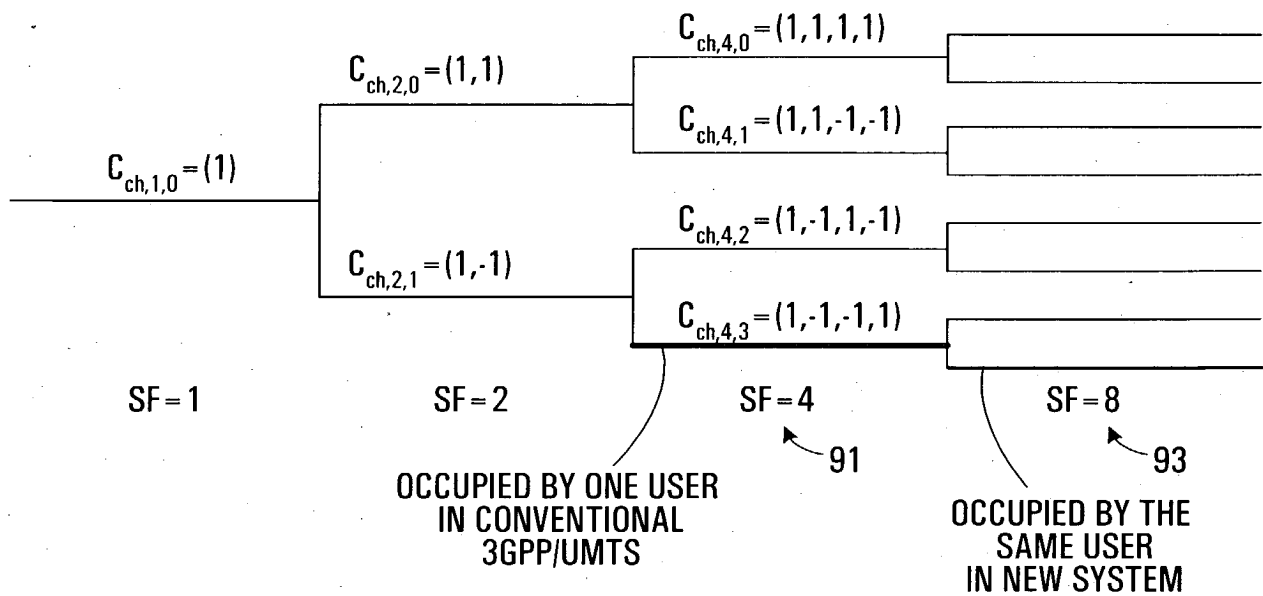 C_ch,4,0 = (1,1,1,1)
C_ch,2,0 = (1,1)
C_ch,4,1 = (1,1,-1,-1)
C_ch,1,0 = (1)
C_ch,4,2 = (1,-1,1,-1)
C_ch,2,1 = (1,-1)
C_ch,4,3 = (1,-1,-1,1)
SF = 1
SF = 2
SF = 4
SF = 8
91
93
OCCUPIED BY ONE USER
IN CONVENTIONAL
3GPP/UMTS
OCCUPIED BY THE
SAME USER
IN NEW SYSTEM